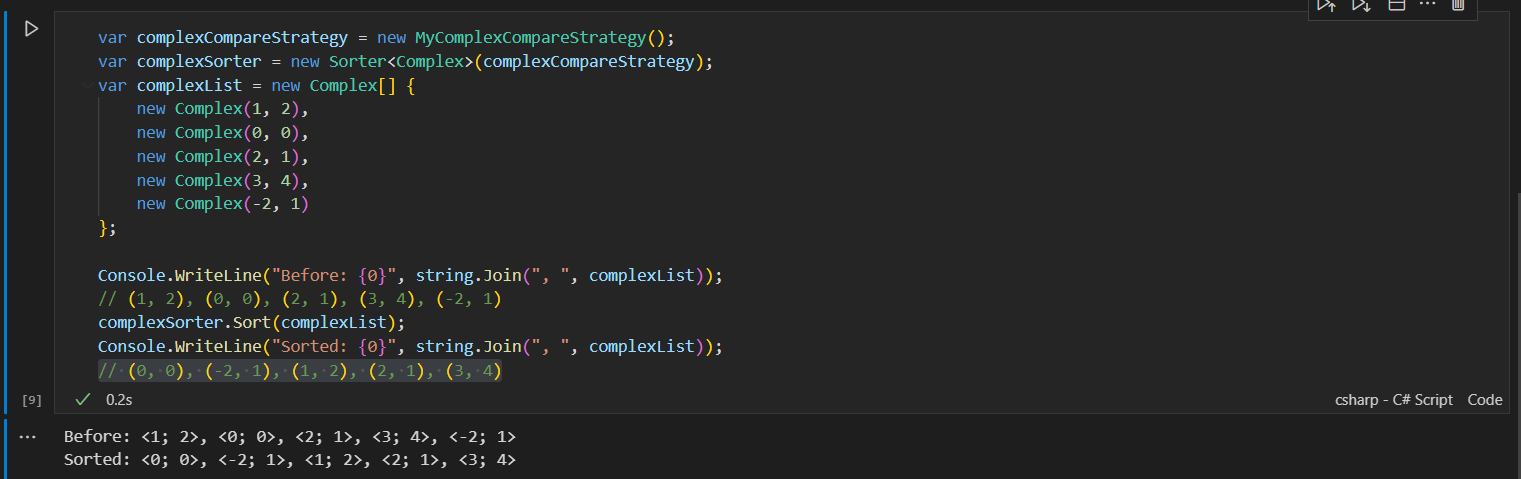 var complexCompareStrategy = new MyComplexCompareStrategy();
var complexSorter = new Sorter<Complex>(complexCompareStrategy);
var complexList = new Complex[] {
    new Complex(1, 2),
    new Complex(0, 0),
    new Complex(2, 1),
    new Complex(3, 4),
    new Complex(-2, 1)
};

Console.WriteLine("Before: {0}", string.Join(", ", complexList));
// (1, 2), (0, 0), (2, 1), (3, 4), (-2, 1)
complexSorter.Sort(complexList);
Console.WriteLine("Sorted: {0}", string.Join(", ", complexList));
// (0, 0), (-2, 1), (1, 2), (2, 1), (3, 4)
[9] 0.2s csharp - C# Script Code
Before: <1; 2>, <0; 0>, <2; 1>, <3; 4>, <-2; 1>
Sorted: <0; 0>, <-2; 1>, <1; 2>, <2; 1>, <3; 4>